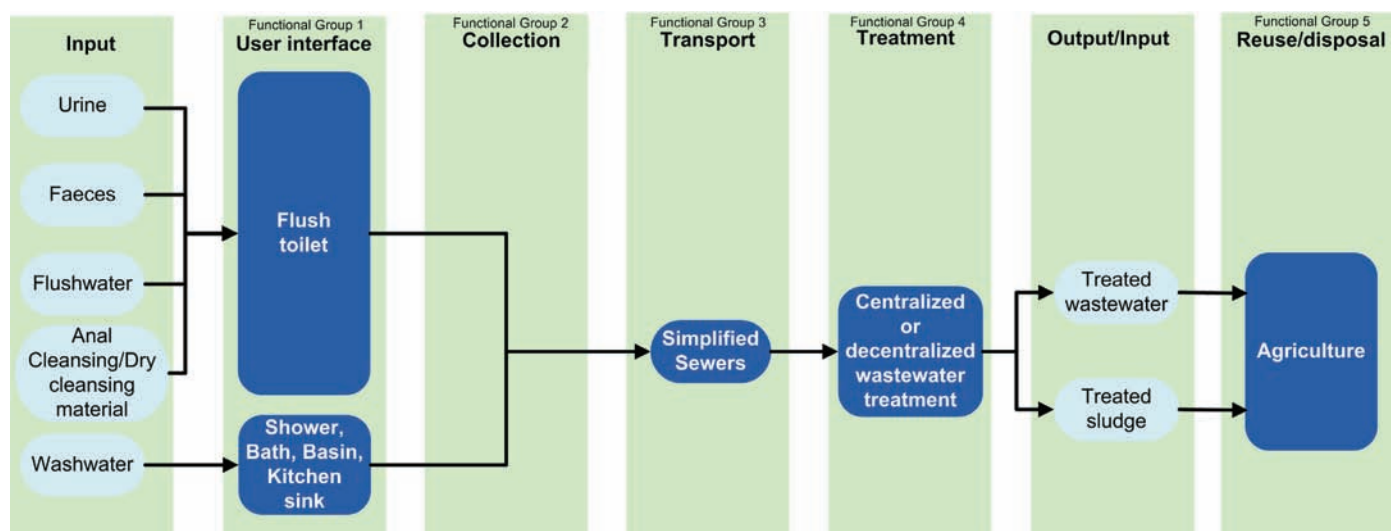 Input
Functional Group 1
User interface
Functional Group 2
Collection
Functional Group 3
Transport
Functional Group 4
Treatment
Output/Input
Functional Group 5
Reuse/disposal
Urine
Faeces
Flushwater
Anal
Cleansing/Dry
cleansing
material
Washwater
Flush
toilet
Shower,
Bath, Basin,
Kitchen
sink
Simplified
Sewers
Centralized
or
decentralized
wastewater
treatment
Treated
wastewater
Treated
sludge
Agriculture